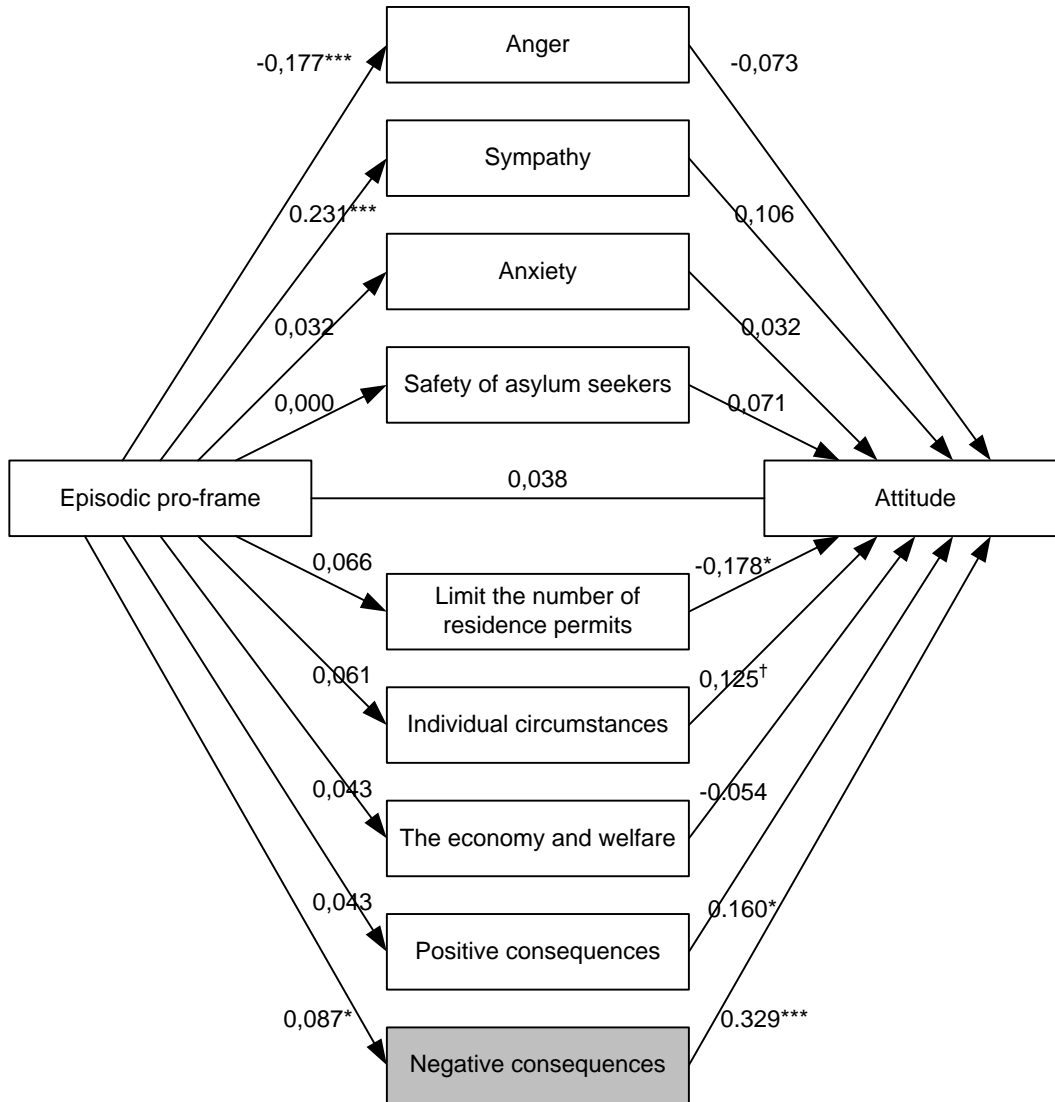 Anger
-0,177***
-0,073
Sympathy
0.231***
0,106
Anxiety
0,032
0,032
Safety of asylum seekers
0,000
0,071
Episodic pro-frame
0,038
Attitude
0,066
-0,178*
Limit the number of
residence permits
0,061
0,125†
Individual circumstances
0,043
-0.054
The economy and welfare
0,043
0.160*
Positive consequences
0,087*
0.329***
Negative consequences